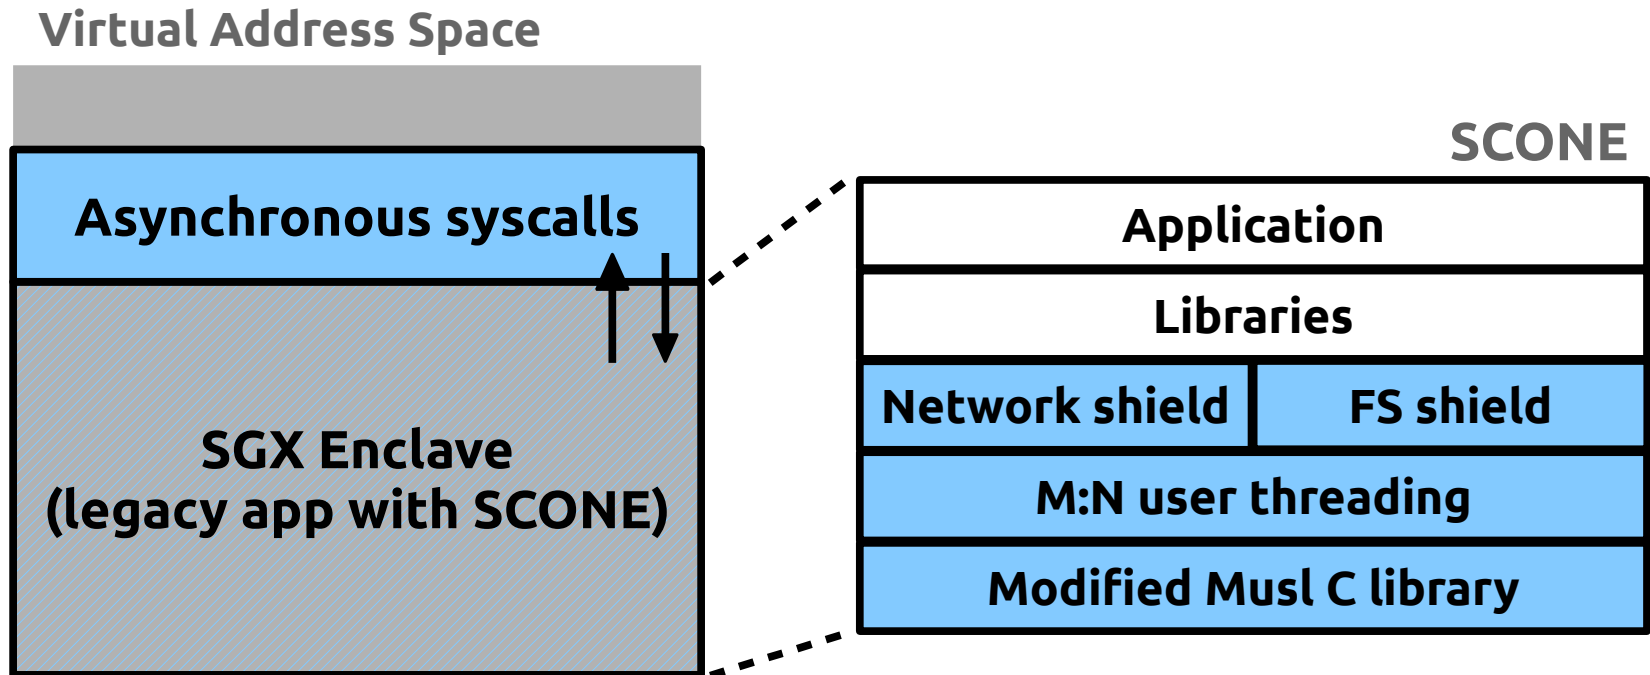 Virtual Address Space
Asynchronous syscalls
SGX Enclave
(legacy app with SCONE)
SCONE
Application
Libraries
Network shield
FS shield
M:N user threading
Modified Musl C library